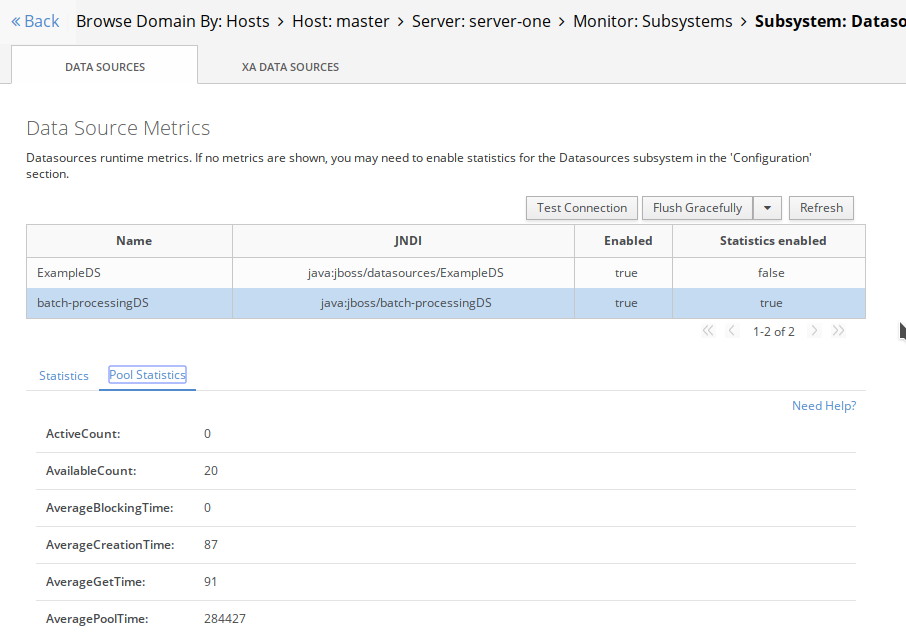 « Back Browse Domain By: Hosts > Host: master > Server: server-one > Monitor: Subsystems > Subsystem: Dataso
DATA SOURCES XA DATA SOURCES
Data Source Metrics
Datasources runtime metrics. If no metrics are shown, you may need to enable statistics for the Datasources subsystem in the 'Configuration'
section.
Test Connection Flush Gracefully Refresh
Name JNDI Enabled Statistics enabled
ExampleDS java:jboss/datasources/ExampleDS true false
batch-processingDS java:jboss/batch-processingDS true true
1-2 of 2
Statistics Pool Statistics
Need Help?
ActiveCount: 0
AvailableCount: 20
AverageBlockingTime: 0
AverageCreationTime: 87
AverageGetTime: 91
AveragePoolTime: 284427